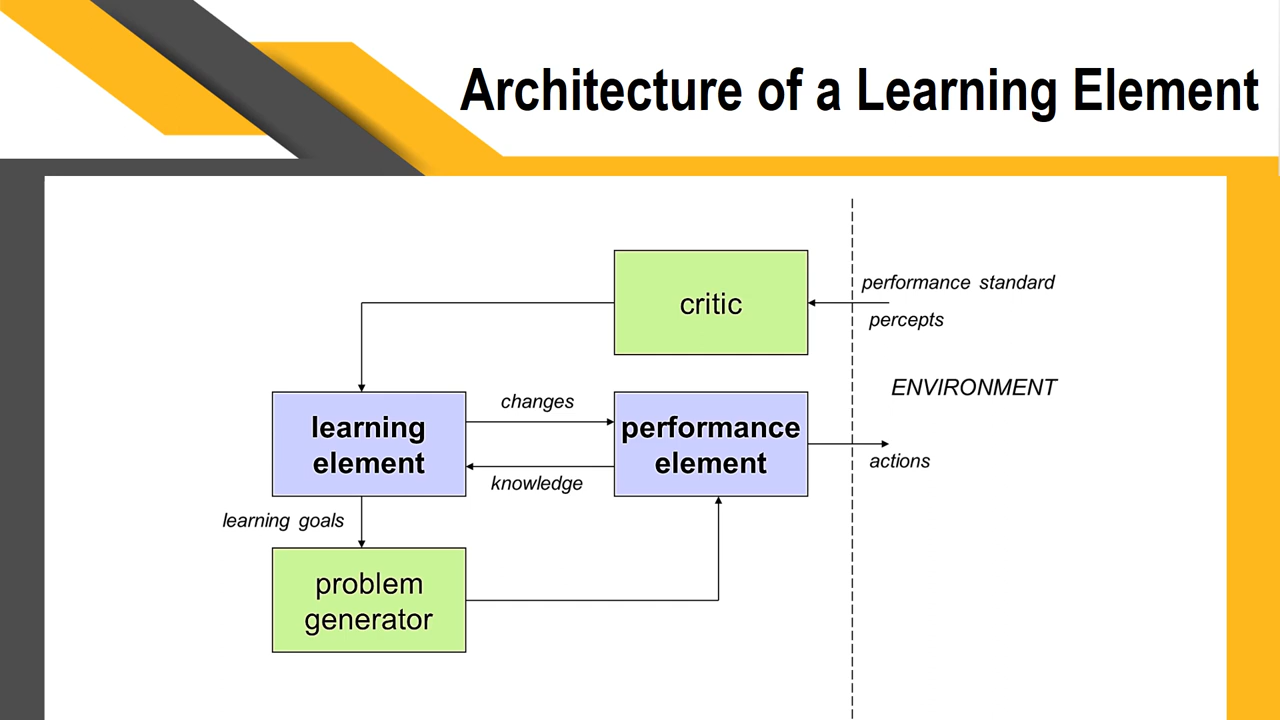 Architecture of a Learning Element
critic
performance standard
percepts
ENVIRONMENT
learning
element
changes
knowledge
performance
element
actions
learning goals
problem
generator